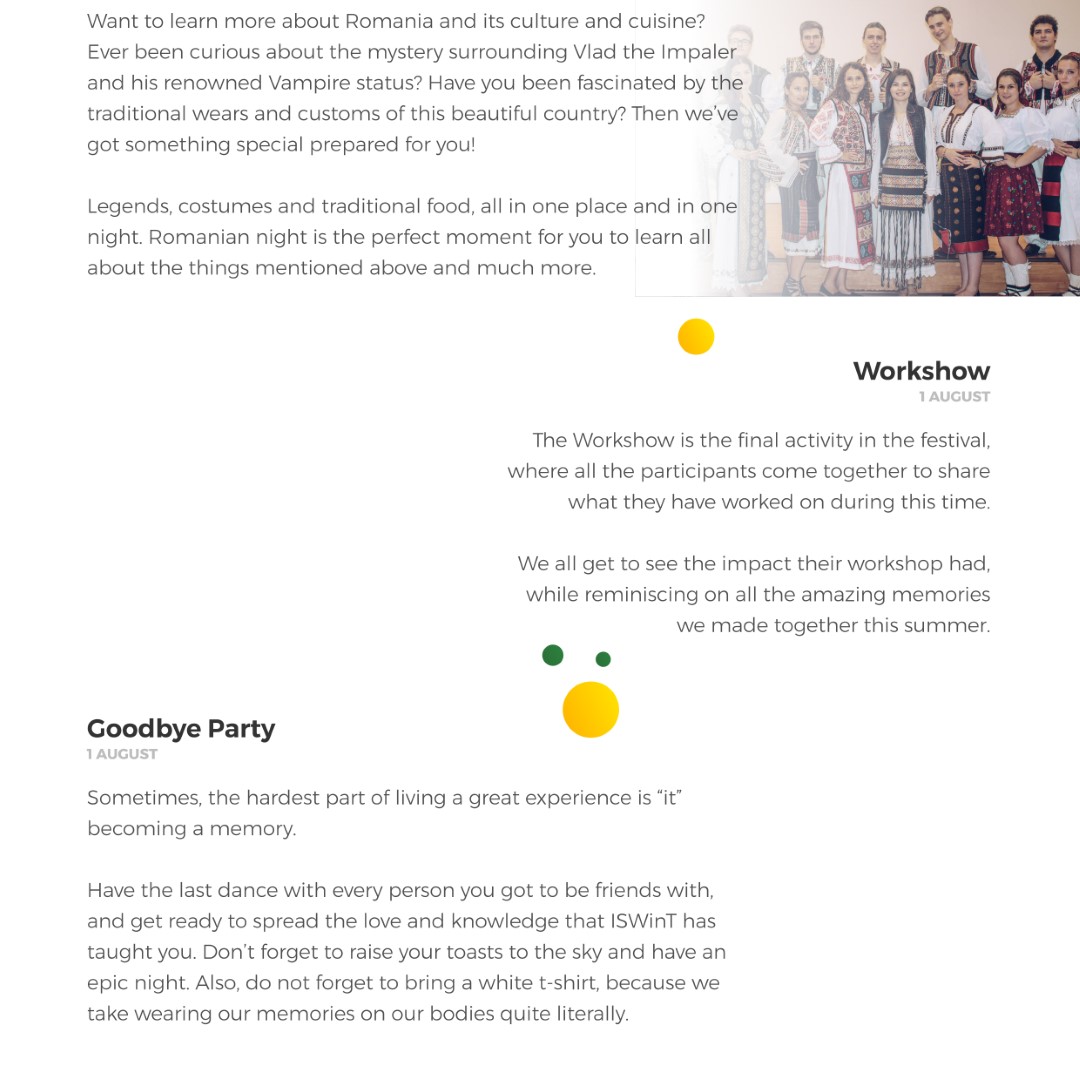 Want to learn more about Romania and its culture and cuisine?
Ever been curious about the mystery surrounding Vlad the Impaler
and his renowned Vampire status? Have you been fascinated by the
traditional wears and customs of this beautiful country? Then we’ve
got something special prepared for you!
Legends, costumes and traditional food, all in one place and in one
night. Romanian night is the perfect moment for you to learn all
about the things mentioned above and much more.
Workshow
1 AUGUST
The Workshow is the final activity in the festival,
where all the participants come together to share
what they have worked on during this time.
We all get to see the impact their workshop had,
while reminiscing on all the amazing memories
we made together this summer.
Goodbye Party
1 AUGUST
Sometimes, the hardest part of living a great experience is “it”
becoming a memory.
Have the last dance with every person you got to be friends with,
and get ready to spread the love and knowledge that ISWinT has
taught you. Don’t forget to raise your toasts to the sky and have an
epic night. Also, do not forget to bring a white t-shirt, because we
take wearing our memories on our bodies quite literally.